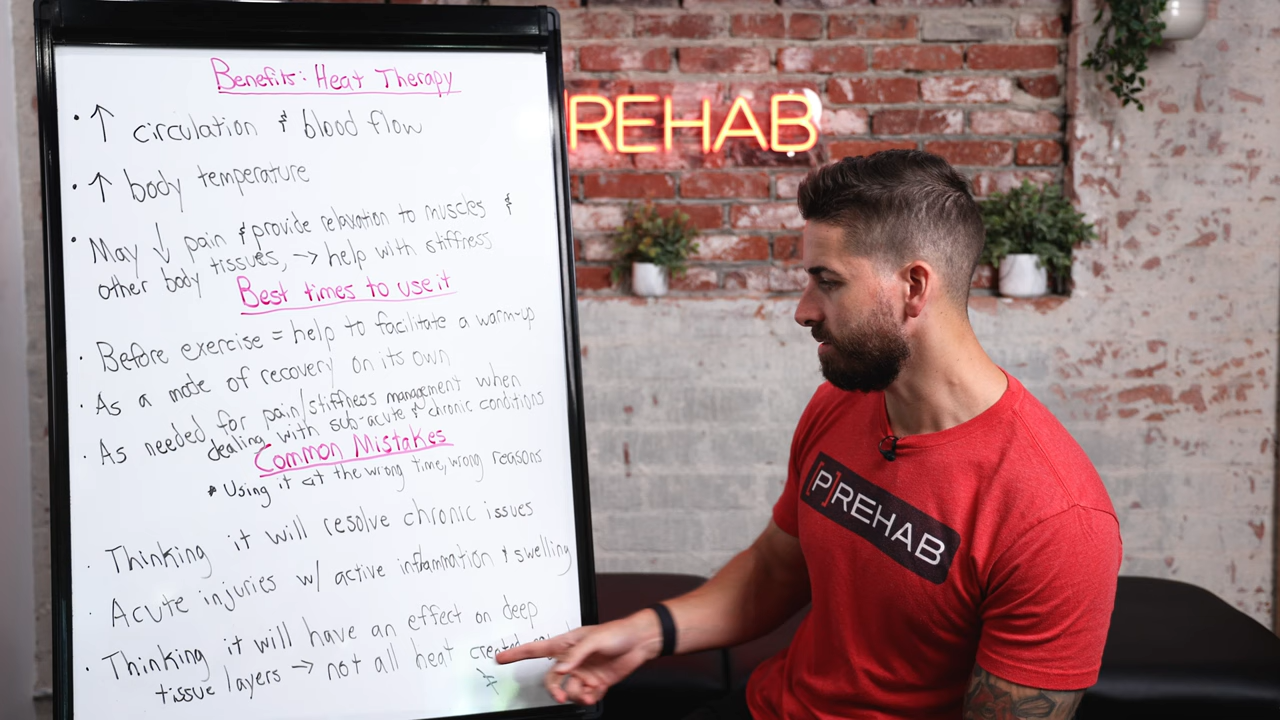 Benefits: Heat Therapy
• ↑ circulation & blood flow
• ↑ body temperature
• May ↓ pain & provide relaxation to muscles &
other body tissues, → help with stiffness
Best times to use it
• Before exercise = help to facilitate a warm-up
• As a mode of recovery on its own
• As needed for pain/stiffness management when
dealing with sub-acute & chronic conditions
Common Mistakes
* Using it at the wrong time, wrong reasons
• Thinking it will resolve chronic issues
• Acute injuries w/ active inflammation & swelling
• Thinking it will have an effect on deep
tissue layers → not all heat created
REHAB
[P]REHAB